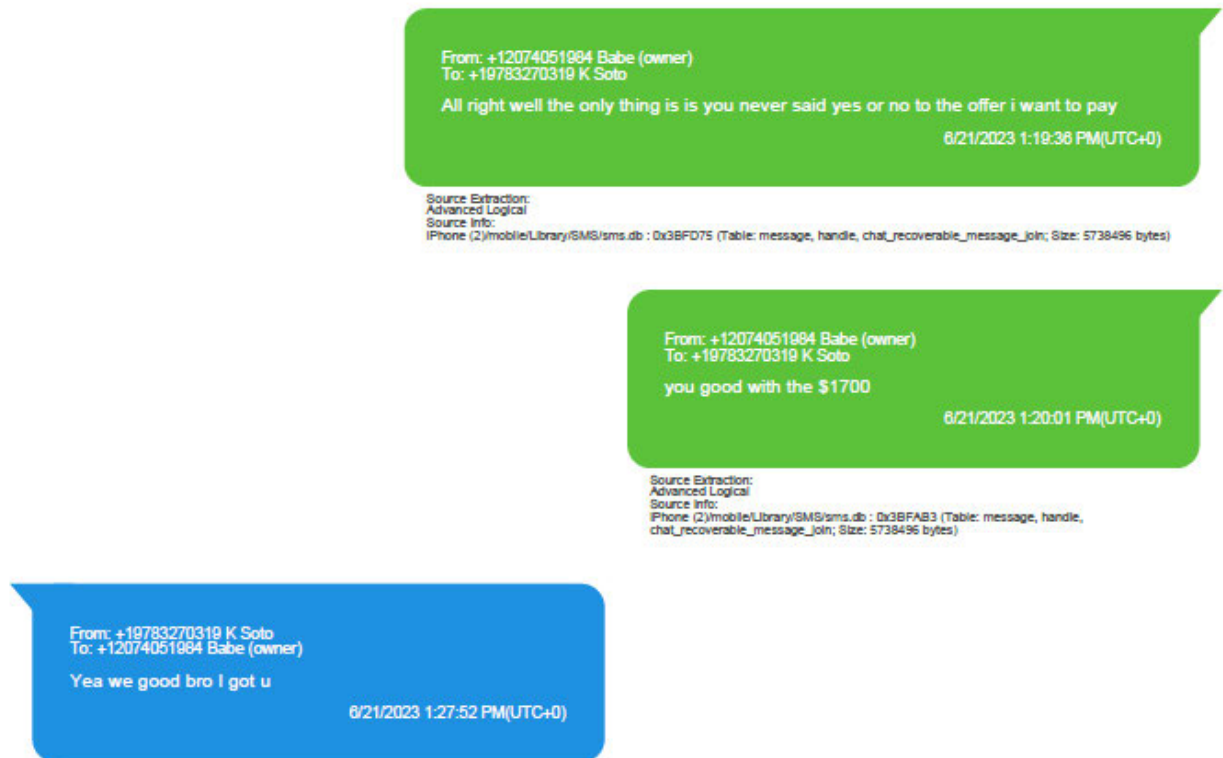 From: +12074051984 Babe (owner)
To: +19783270319 K Soto
All right well the only thing is is you never said yes or no to the offer i want to pay
6/21/2023 1:19:36 PM(UTC+0)
Source Extraction:
Advanced Logical
Source Info:
iPhone (2)/mobile/Library/SMS/sms.db : 0x3BFD75 (Table: message, handle, chat_recoverable_message_join; Size: 5738496 bytes)
From: +12074051984 Babe (owner)
To: +19783270319 K Soto
you good with the $1700
6/21/2023 1:20:01 PM(UTC+0)
Source Extraction:
Advanced Logical
Source Info:
iPhone (2)/mobile/Library/SMS/sms.db : 0x3BFAB3 (Table: message, handle,
chat_recoverable_message_join; Size: 5738496 bytes)
From: +19783270319 K Soto
To: +12074051984 Babe (owner)
Yea we good bro I got u
6/21/2023 1:27:52 PM(UTC+0)